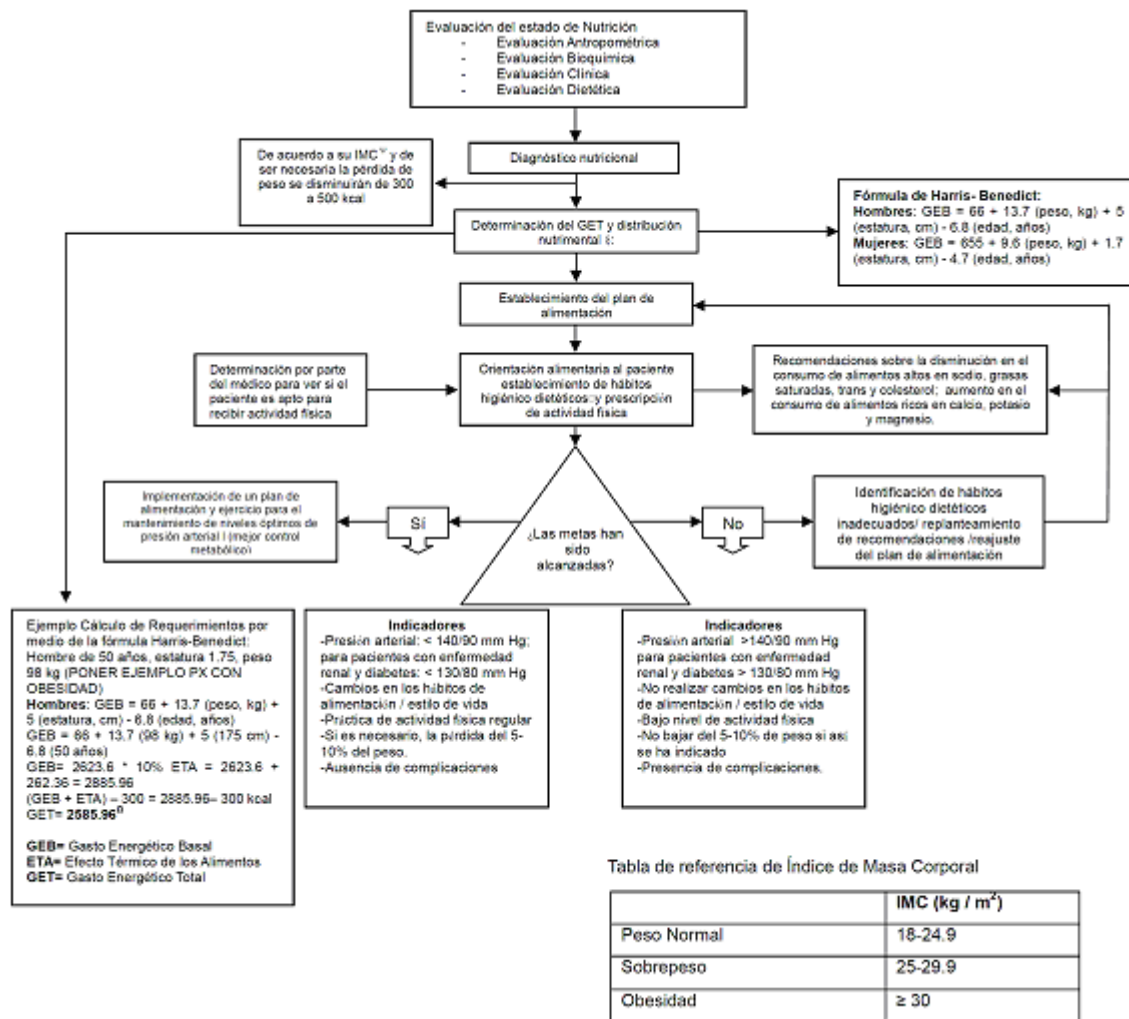 Evaluación del estado de Nutrición
- Evaluación Antropométrica
- Evaluación Bioquímica
- Evaluación Clínica
- Evaluación Dietética
Diagnóstico nutricional
De acuerdo a su IMC y de
ser necesaria la pérdida de
peso se disminuirán de 300
a 500 kcal
Determinación del GET y distribución
nutrimental
Fórmula de Harris- Benedict:
Hombres: GEB = 66 + 13.7 (peso, kg) + 5
(estatura, cm) - 6.8 (edad, años)
Mujeres: GEB = 655 + 9.6 (peso, kg) + 1.7
(estatura, cm) - 4.7 (edad, años)
Establecimiento del plan de
alimentación
Determinación por parte
del médico para ver si el
paciente es apto para
recibir actividad física
Orientación alimentaria al paciente
establecimiento de hábitos
higiénico dietéticos y prescripción
de actividad física
Recomendaciones sobre la disminución en el
consumo de alimentos altos en sodio, grasas
saturadas, trans y colesterol; aumento en el
consumo de alimentos ricos en calcio, potasio
y magnesio.
¿Las metas han
sido
alcanzadas?
Sí
Implementación de un plan de
alimentación y ejercicio para el
mantenimiento de niveles óptimos de
presión arterial (mejor control
metabólico)
No
Identificación de hábitos
higiénico dietéticos
inadecuados/ replanteamiento
de recomendaciones /reajuste
del plan de alimentación
Ejemplo Cálculo de Requerimientos por
medio de la fórmula Harris-Benedict:
Hombre de 50 años, estatura 1.75, peso
98 kg (PONER EJEMPLO PX CON
OBESIDAD)
Hombres: GEB = 66 + 13.7 (peso, kg) +
5 (estatura, cm) - 6.8 (edad, años)
GEB = 66 + 13.7 (98 kg) + 5 (175 cm) -
6.8 (50 años)
GEB= 2623.6 * 10% ETA = 2623.6 +
262.36 = 2885.96
(GEB + ETA) – 300 = 2885.96– 300 kcal
GET= 2585.96
GEB= Gasto Energético Basal
ETA= Efecto Térmico de los Alimentos
GET= Gasto Energético Total
Indicadores
-Presión arterial: < 140/90 mm Hg;
para pacientes con enfermedad
renal y diabetes: < 130/80 mm Hg
-Cambios en los hábitos de
alimentación / estilo de vida
-Práctica de actividad física regular
-Si es necesario, la pérdida del 5-
10% del peso.
-Ausencia de complicaciones
Indicadores
-Presión arterial >140/90 mm Hg
para pacientes con enfermedad
renal y diabetes > 130/80 mm Hg
-No realizar cambios en los hábitos
de alimentación / estilo de vida
-Bajo nivel de actividad física
-No bajar del 5-10% de peso si así
se ha indicado
-Presencia de complicaciones.
Tabla de referencia de Índice de Masa Corporal
IMC (kg / m²)
Peso Normal 18-24.9
Sobrepeso 25-29.9
Obesidad ≥ 30